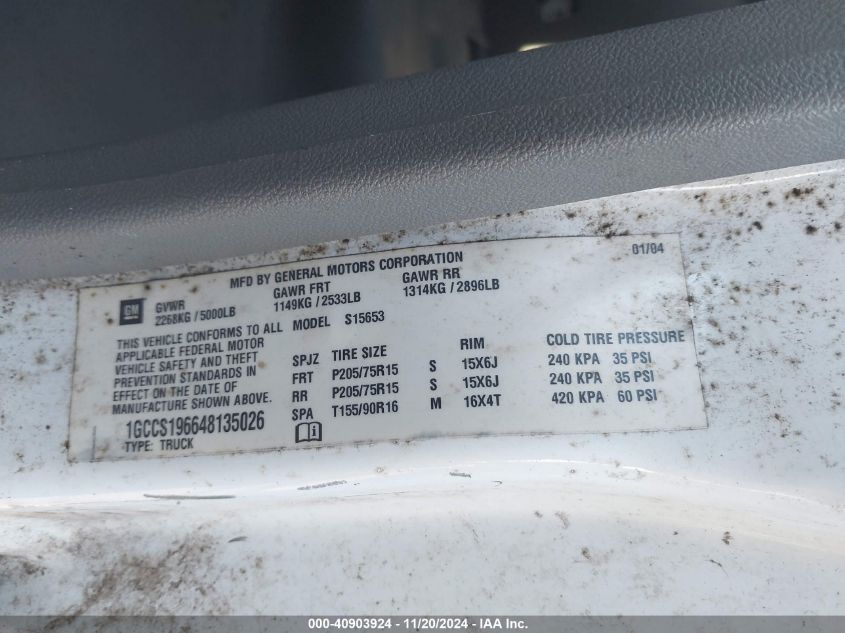 MFD BY GENERAL MOTORS CORPORATION 01/04
GM
GVWR GAWR FRT GAWR RR
2268KG / 5000LB 1149KG / 2533LB 1314KG / 2896LB
THIS VEHICLE CONFORMS TO ALL MODEL S15653
APPLICABLE FEDERAL MOTOR
VEHICLE SAFETY AND THEFT
PREVENTION STANDARDS IN
EFFECT ON THE DATE OF
MANUFACTURE SHOWN ABOVE.
SPJZ TIRE SIZE RIM COLD TIRE PRESSURE
FRT P205/75R15 S 15X6J 240 KPA 35 PSI
RR P205/75R15 S 15X6J 240 KPA 35 PSI
SPA T155/90R16 M 16X4T 420 KPA 60 PSI
1GCCS196648135026
TYPE: TRUCK
000-40903924 - 11/20/2024 - IAA Inc.